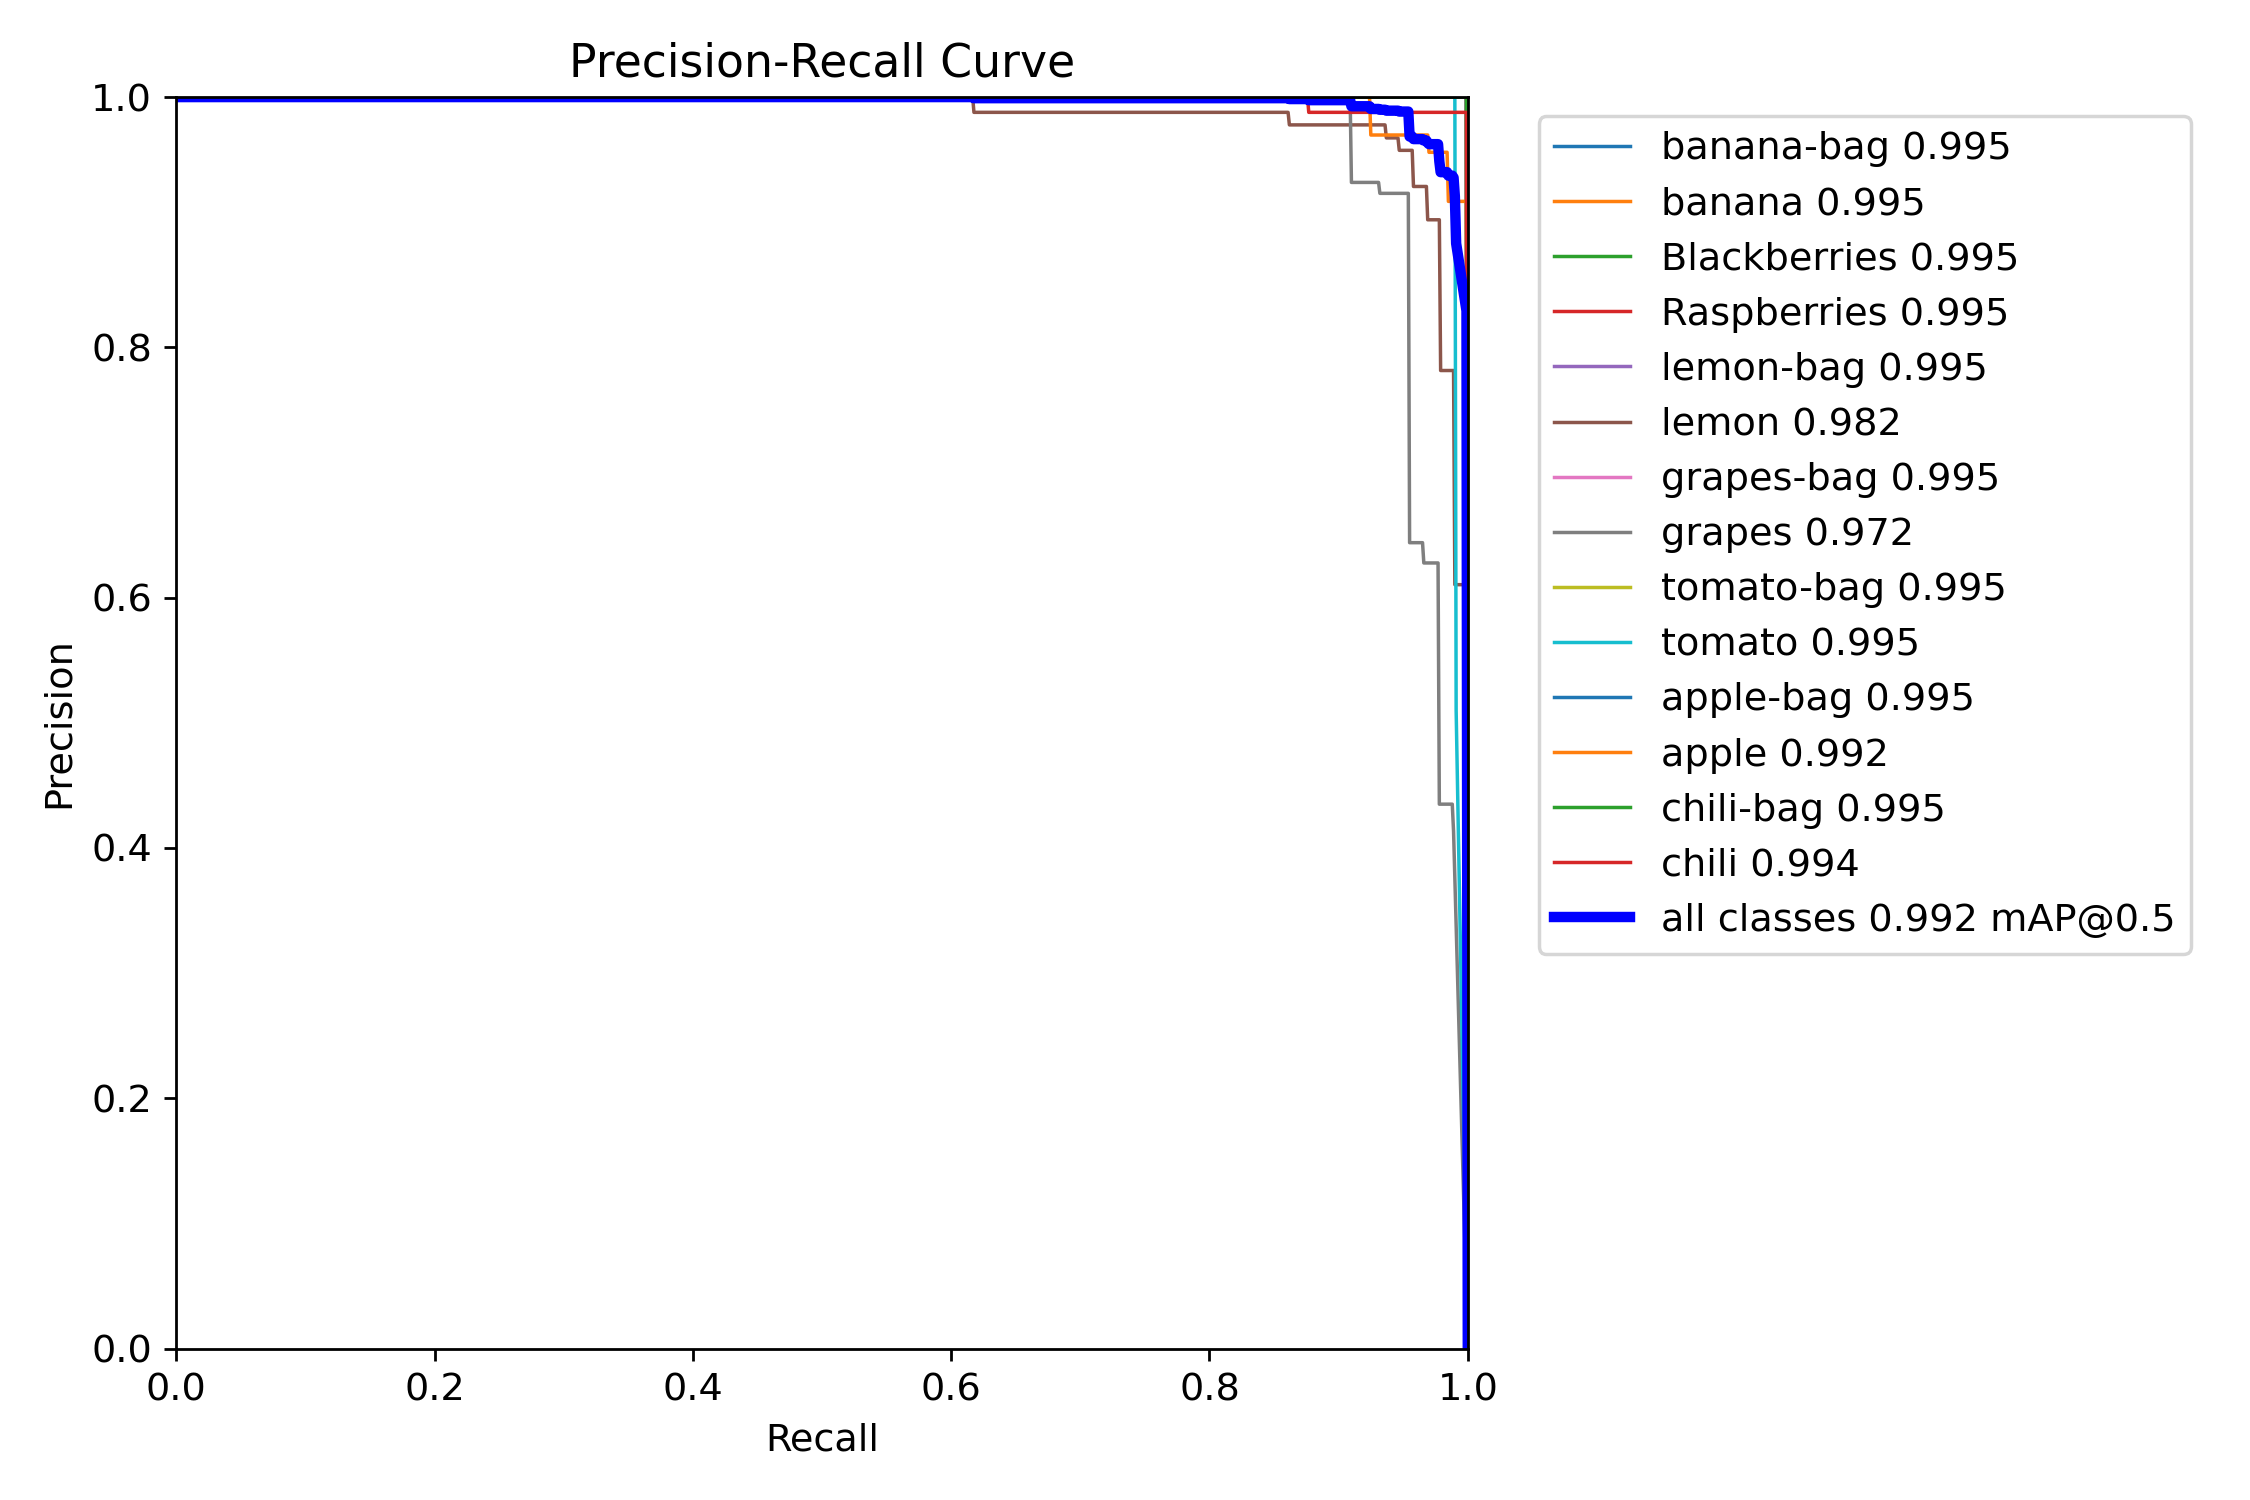 Precision-Recall Curve
1.0
0.8
0.6
0.4
0.2
0.0
Precision
0.0 0.2 0.4 0.6 0.8 1.0
Recall
banana-bag 0.995
banana 0.995
Blackberries 0.995
Raspberries 0.995
lemon-bag 0.995
lemon 0.982
grapes-bag 0.995
grapes 0.972
tomato-bag 0.995
tomato 0.995
apple-bag 0.995
apple 0.992
chili-bag 0.995
chili 0.994
all classes 0.992 mAP@0.5